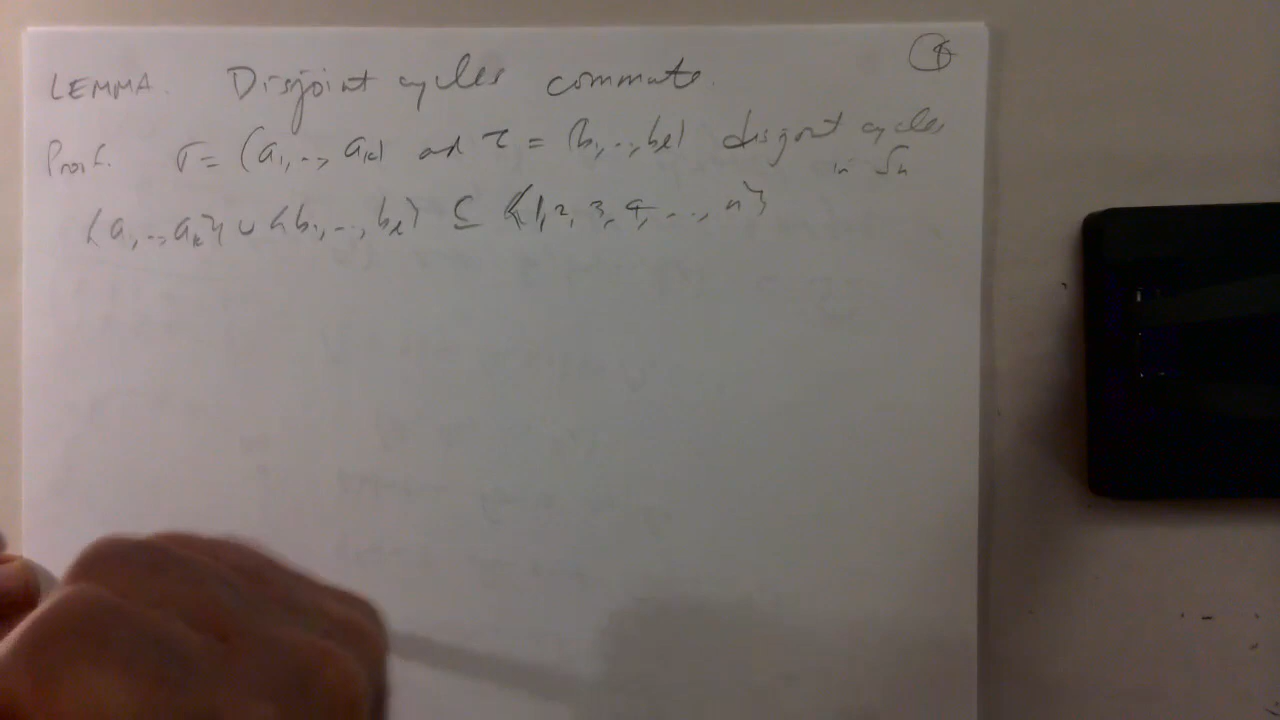 LEMMA. Disjoint cycles commute.
Proof. σ = (a₁, .., aₖ) and τ = (b₁, .., bₗ) disjoint cycles
in Sₙ
{a₁, .., aₖ} ∪ {b₁, .., bₗ} ⊆ {1, 2, 3, 4, ..., n}